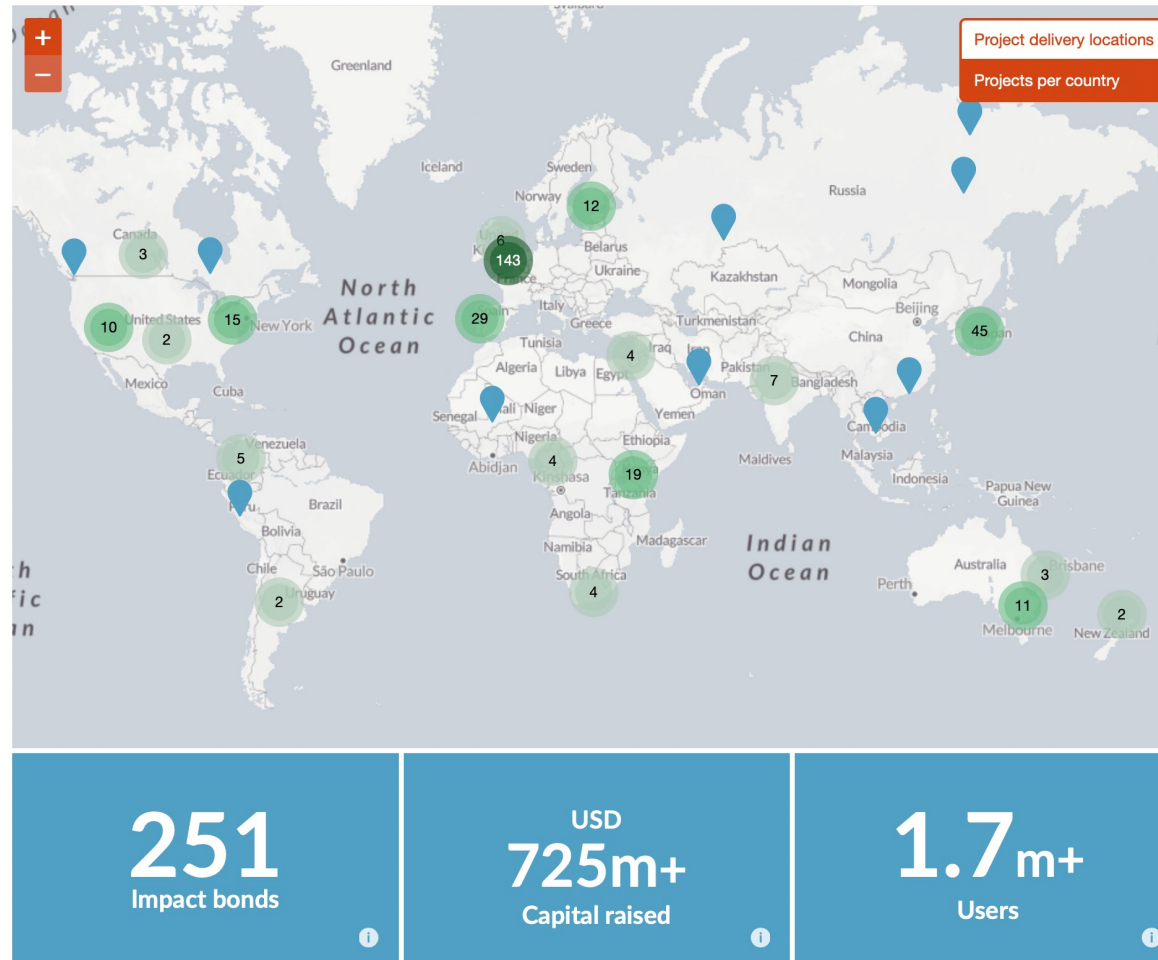 +
−
Project delivery locations
Projects per country
Greenland
Iceland
Sweden
Norway
Russia
12
Canada
3
6
143
Belarus
Ukraine
Kazakhstan
Mongolia
North
Atlantic
Ocean
Italy
Greece
Turkmenistan
Beijing
China
10
United States
2
15
New York
29
45
Tunisia
4
Iraq
Iran
Mexico
Cuba
Algeria
Libya
Egypt
Pakistan
7
Bangladesh
Oman
Senegal
Niger
Yemen
Cambodia
Venezuela
5
Ecuador
Nigeria
Ethiopia
Abidjan
4
Kinshasa
19
Tanzania
Maldives
Malaysia
Indonesia
Papua New
Guinea
Brazil
Angola
Bolivia
Namibia
Madagascar
Indian
Ocean
Chile
São Paulo
South Africa
4
2
Uruguay
Perth
Australia
3
Brisbane
11
Melbourne
2
New Zealand
251
Impact bonds
USD
725m+
Capital raised
1.7m+
Users